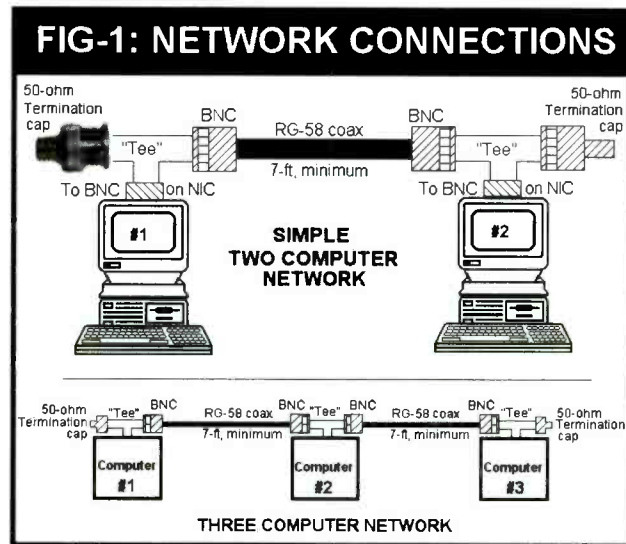 FIG-1: NETWORK CONNECTIONS
50-ohm
Termination
cap
"Tee"
BNC
RG-58 coax
7-ft, minimum
BNC
"Tee"
50-ohm
Termination
cap
To BNC
on NIC
To BNC
on NIC
#1
#2
SIMPLE
TWO COMPUTER
NETWORK
50-ohm
Termination
cap
"Tee"
BNC
RG-58 coax
7-ft, minimum
BNC
"Tee"
BNC
RG-58 coax
7-ft, minimum
BNC
"Tee"
50-ohm
Termination
cap
Computer
#1
Computer
#2
Computer
#3
THREE COMPUTER NETWORK